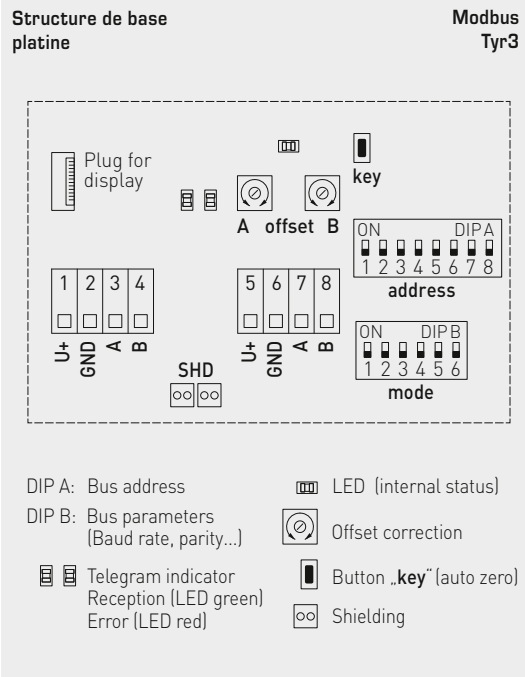 Structure de base
platine
Modbus
Tyr3
Plug for
display
key
A offset B
ON DIP A
1 2 3 4 5 6 7 8
address
1 2 3 4
U+ GND A B
5 6 7 8
U+ GND A B
SHD
ON DIP B
1 2 3 4 5 6
mode
DIP A: Bus address
DIP B: Bus parameters
(Baud rate, parity...)
Telegram indicator
Reception (LED green)
Error (LED red)
LED (internal status)
Offset correction
Button „key“ (auto zero)
Shielding